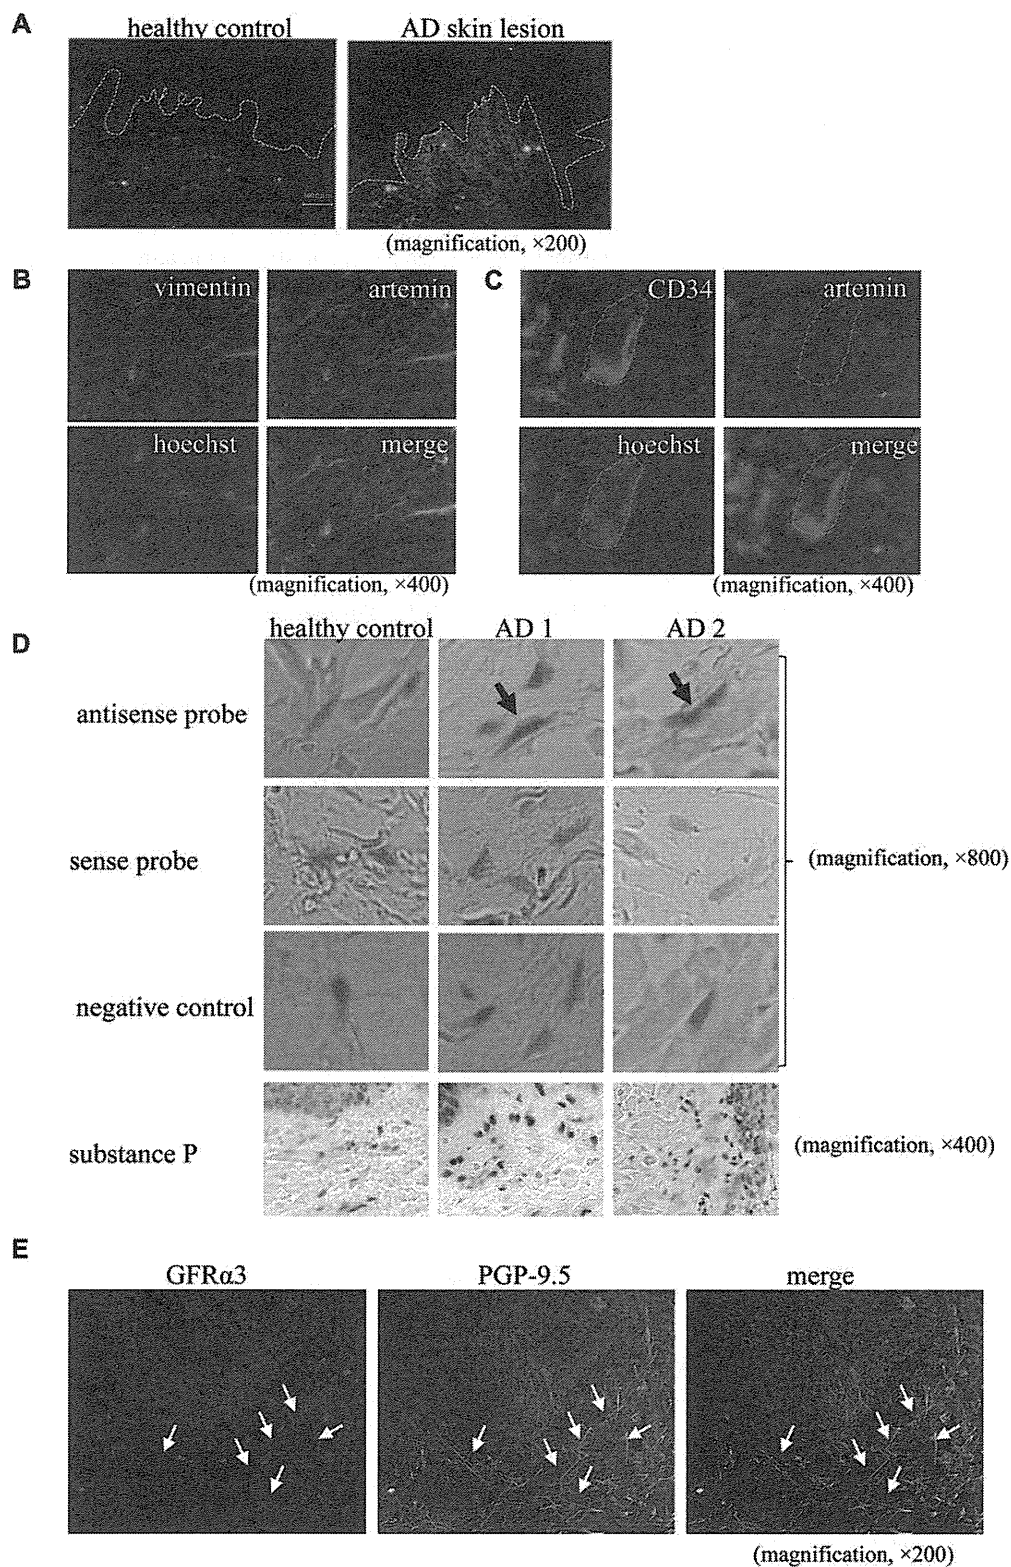 A
healthy control
AD skin lesion
(magnification, ×200)
B
vimentin
artemin
hoechst
merge
(magnification, ×400)
C
CD34
artemin
hoechst
merge
(magnification, ×400)
D
healthy control
AD 1
AD 2
antisense probe
sense probe
(magnification, ×800)
negative control
substance P
(magnification, ×400)
E
GFRα3
PGP-9.5
merge
(magnification, ×200)